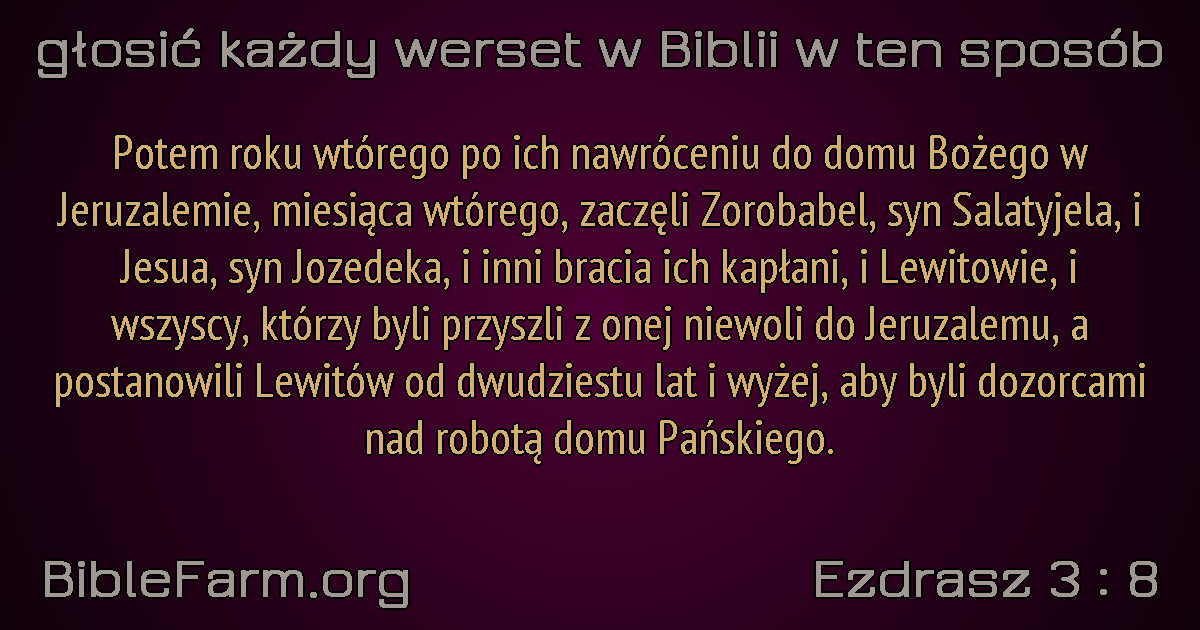 głosić każdy werset w Biblii w ten sposób
Potem roku wtórego po ich nawróceniu do domu Bożego w
Jeruzalemie, miesiąca wtórego, zaczęli Zorobabel, syn Salatyjela, i
Jesua, syn Jozedeka, i inni bracia ich kapłani, i Lewitowie, i
wszyscy, którzy byli przyszli z onej niewoli do Jeruzalemu, a
postanowili Lewitów od dwudziestu lat i wyżej, aby byli dozorcami
nad robotą domu Pańskiego.
BibleFarm.org
Ezdrasz 3 : 8